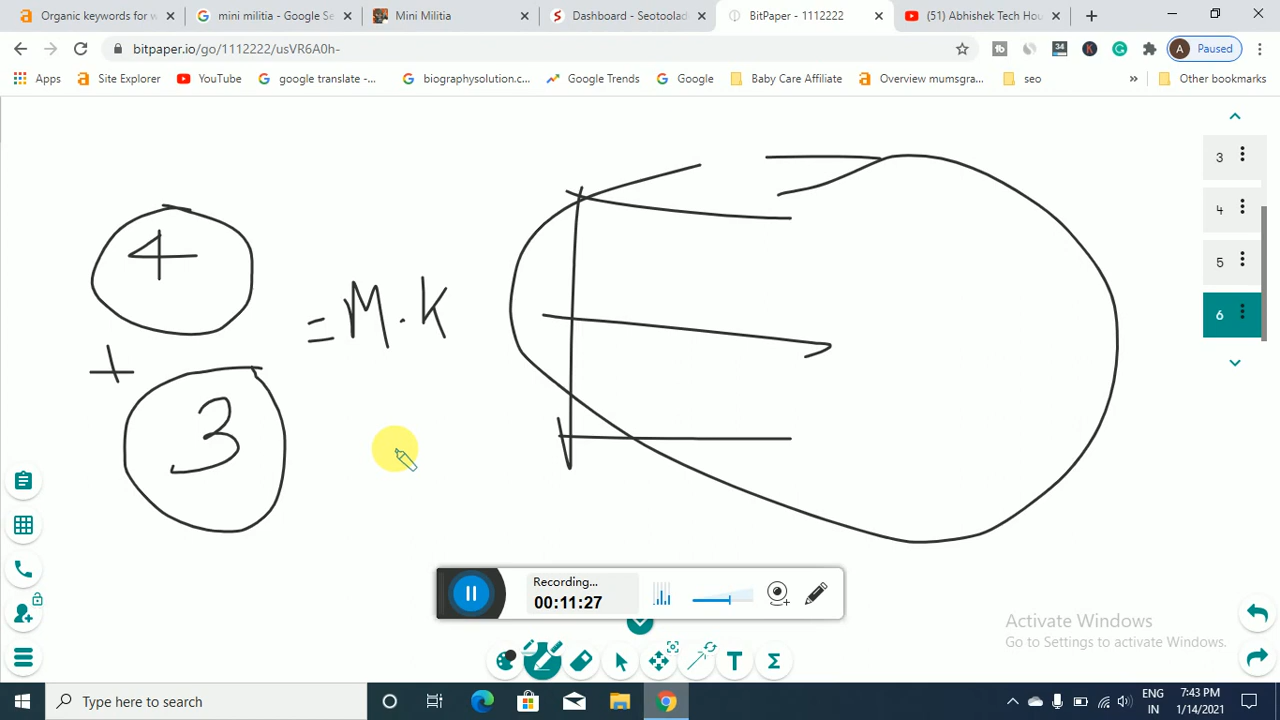 Organic keywords for w
mini militia - Google Se
Mini Militia
Dashboard - Seotoolad
BitPaper - 1112222
(51) Abhishek Tech Hou
bitpaper.io/go/1112222/usVR6A0h-
34
K
A
Paused
Apps
Site Explorer
YouTube
google translate -...
biographysolution.c...
Google Trends
Google
Baby Care Affiliate
Overview mumsgra...
seo
Other bookmarks
4
+
3
= M.K
3
4
5
6
Recording...
00:11:27
Activate Windows
Go to Settings to activate Windows.
T
Σ
Type here to search
ENG
IN
7:43 PM
1/14/2021